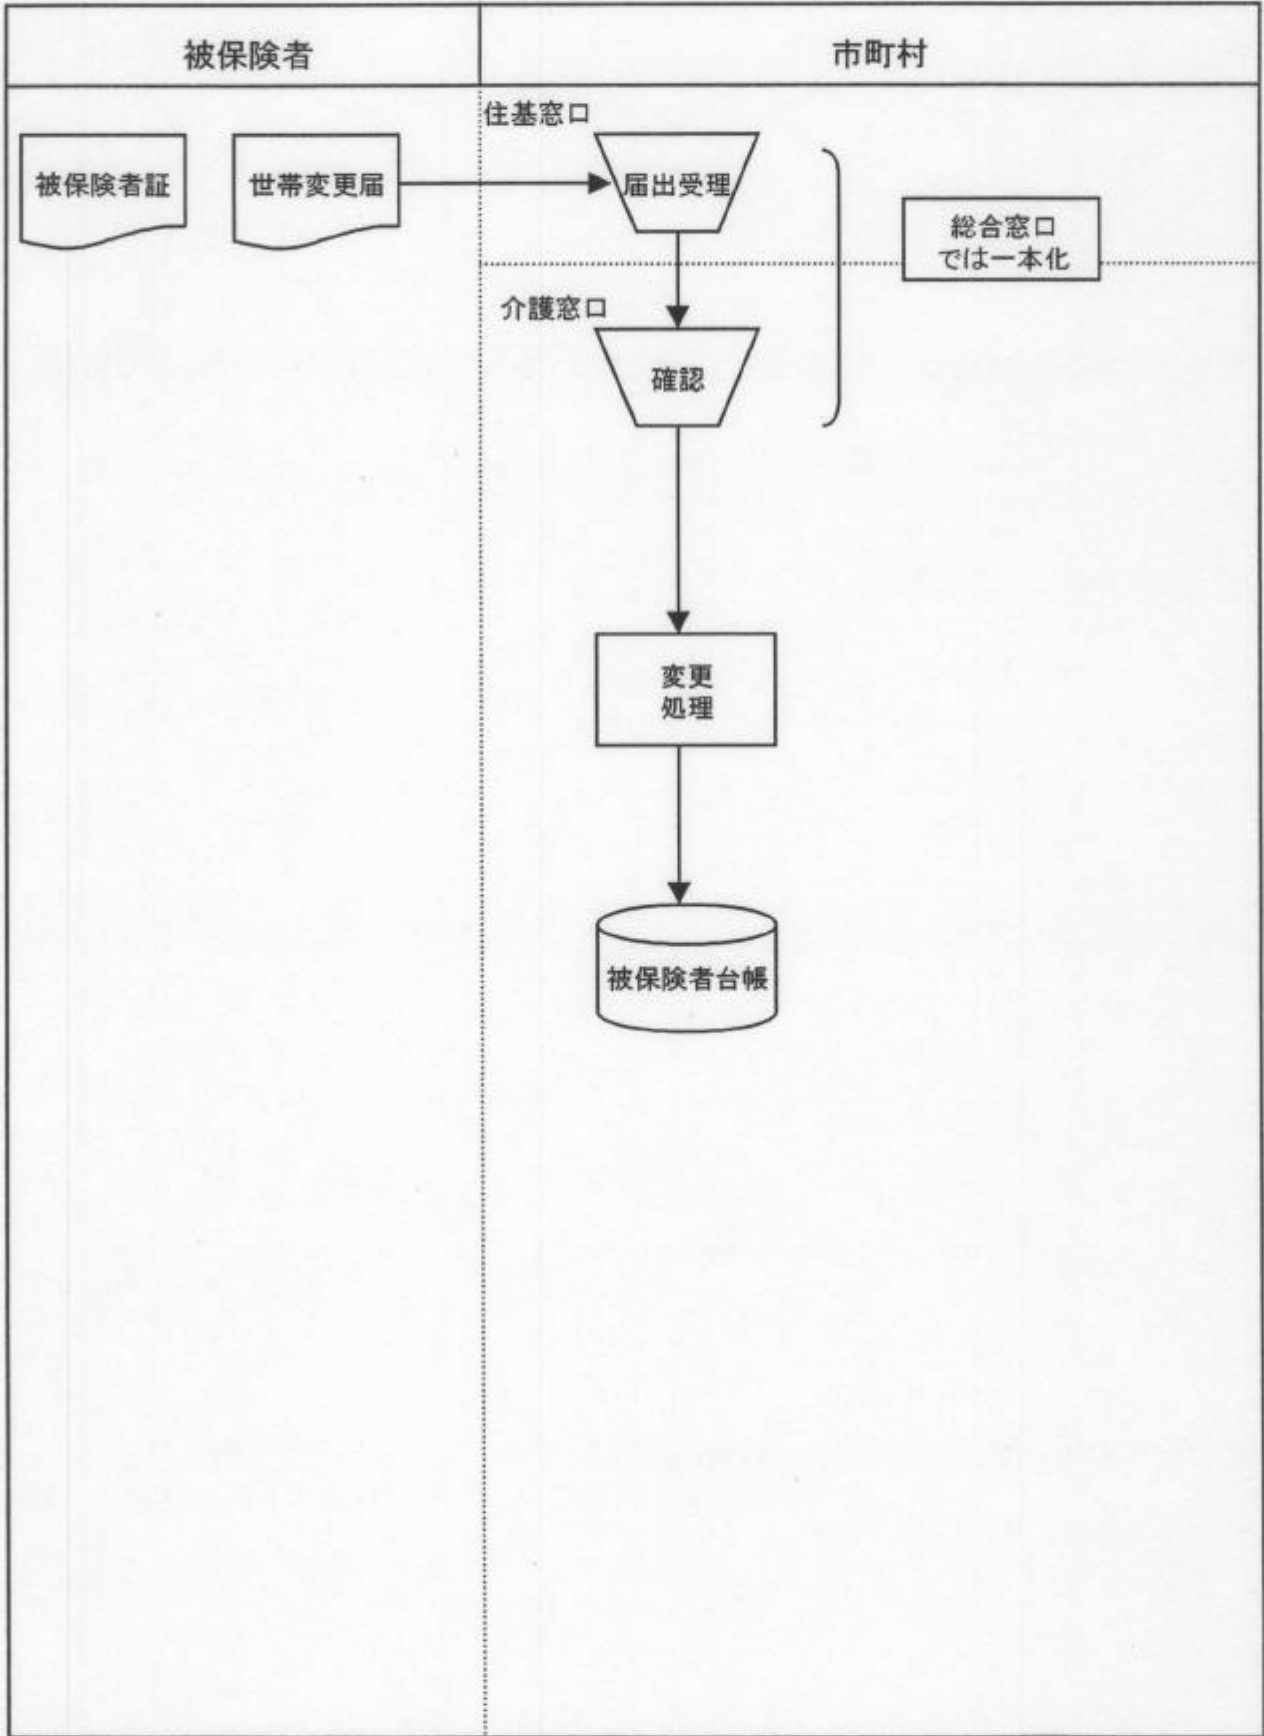 被保険者
市町村
住基窓口
被保険者証
世帯変更届
届出受理
総合窓口
では一本化
介護窓口
確認
変更
処理
被保険者台帳